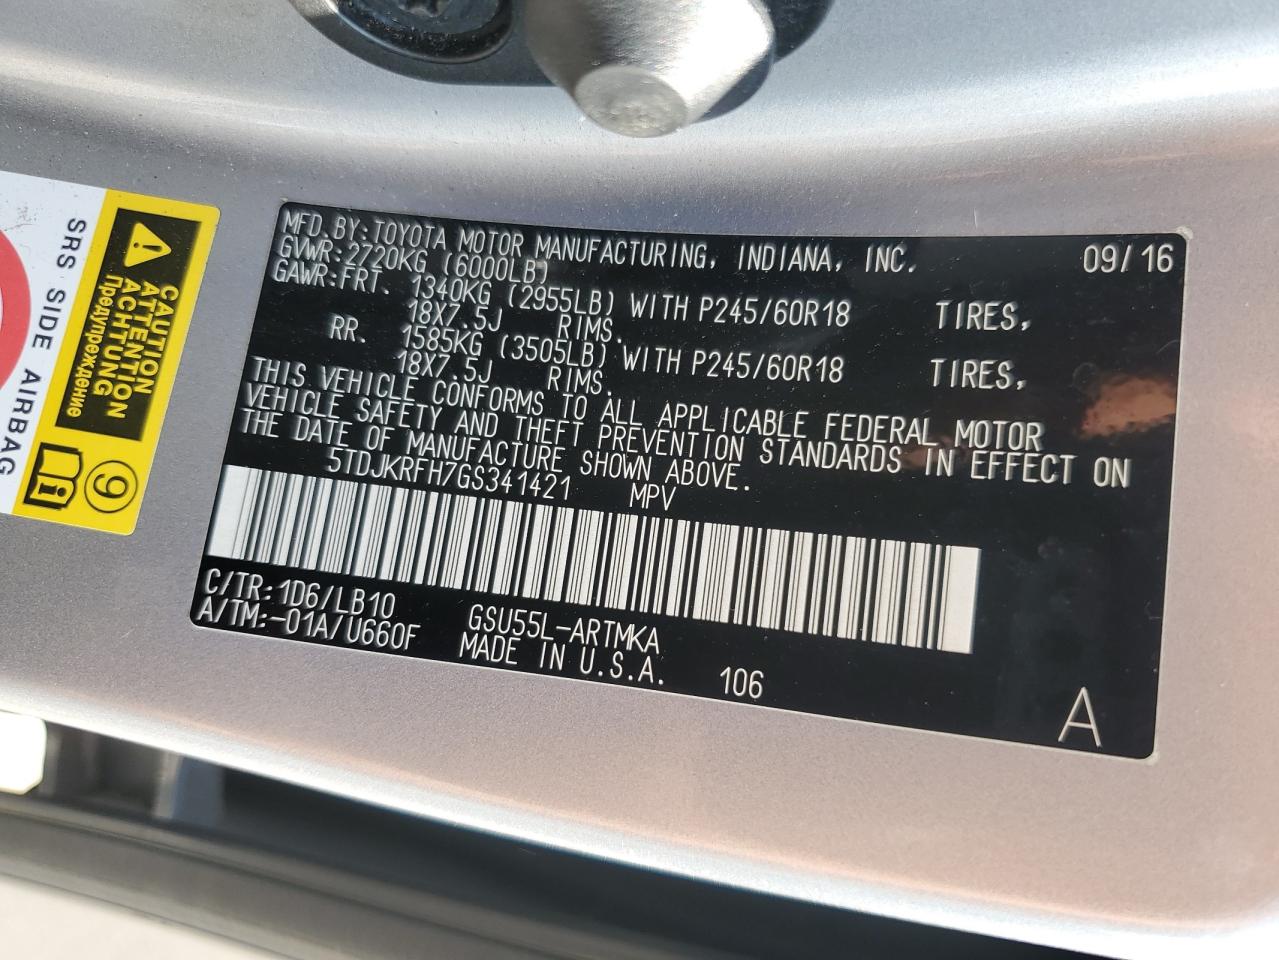 MFD. BY: TOYOTA MOTOR MANUFACTURING, INDIANA, INC. 09/16
GVWR: 2720KG (6000LB)
GAWR: FRT. 1340KG (2955LB) WITH P245/60R18 TIRES,
18X7.5J RIMS.
RR. 1585KG (3505LB) WITH P245/60R18 TIRES,
18X7.5J RIMS.
THIS VEHICLE CONFORMS TO ALL APPLICABLE FEDERAL MOTOR
VEHICLE SAFETY AND THEFT PREVENTION STANDARDS IN EFFECT ON
THE DATE OF MANUFACTURE SHOWN ABOVE.
5TDJKRFH7GS341421 MPV
C/TR: 1D6/LB10 GSU55L-ARTMKA
A/TM:-01A/U660F MADE IN U.S.A. 106
A
SRS SIDE AIRBAG
CAUTION
ATTENTION
ACHTUNG
Предупреждение
i
9